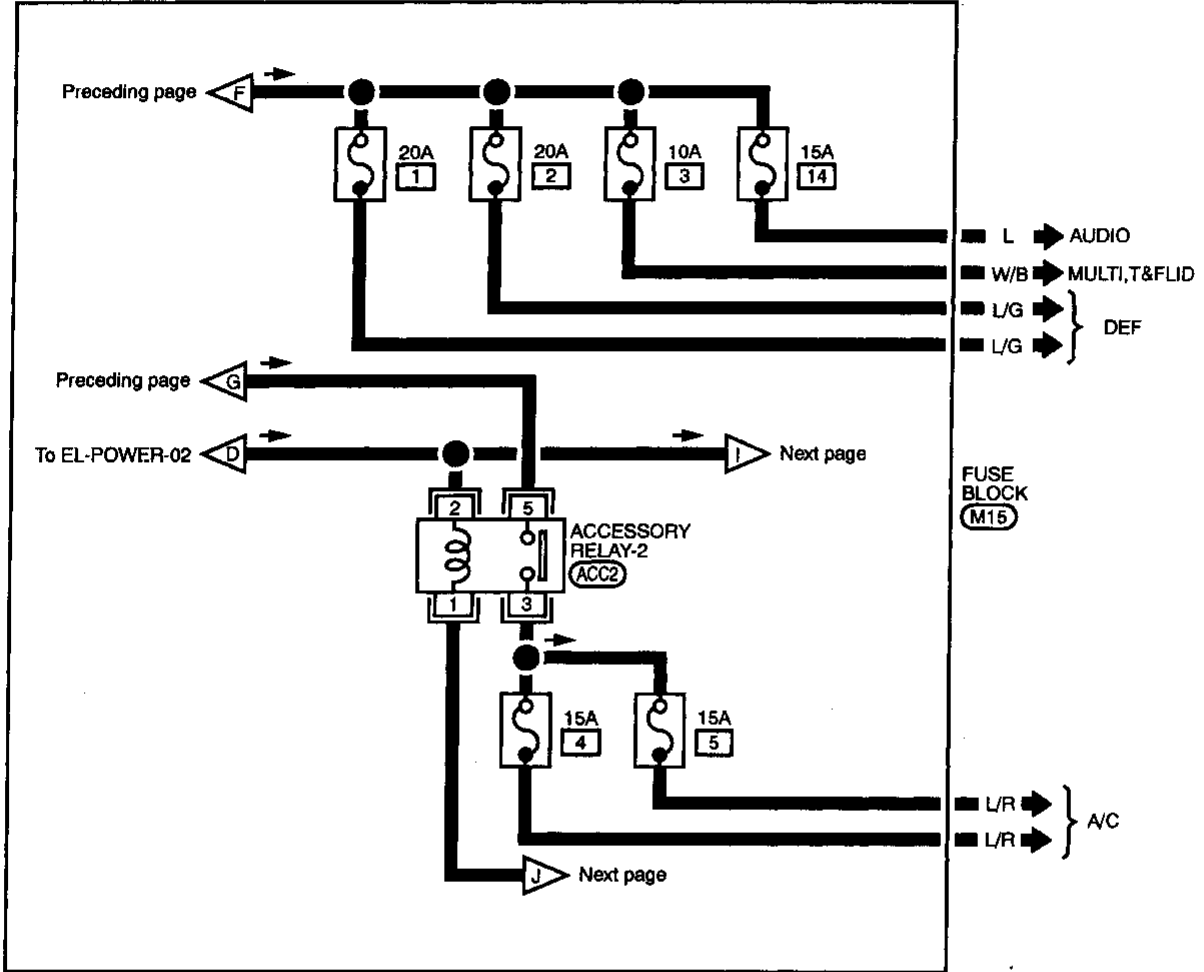 Preceding page F
20A
1
20A
2
10A
3
15A
14
L AUDIO
W/B MULTI,T&FLID
L/G
DEF
L/G
Preceding page G
To EL-POWER-02 D
I Next page
FUSE
BLOCK
M15
2 5
ACCESSORY
RELAY-2
ACC2
1 3
15A
4
15A
5
L/R
A/C
L/R
J Next page